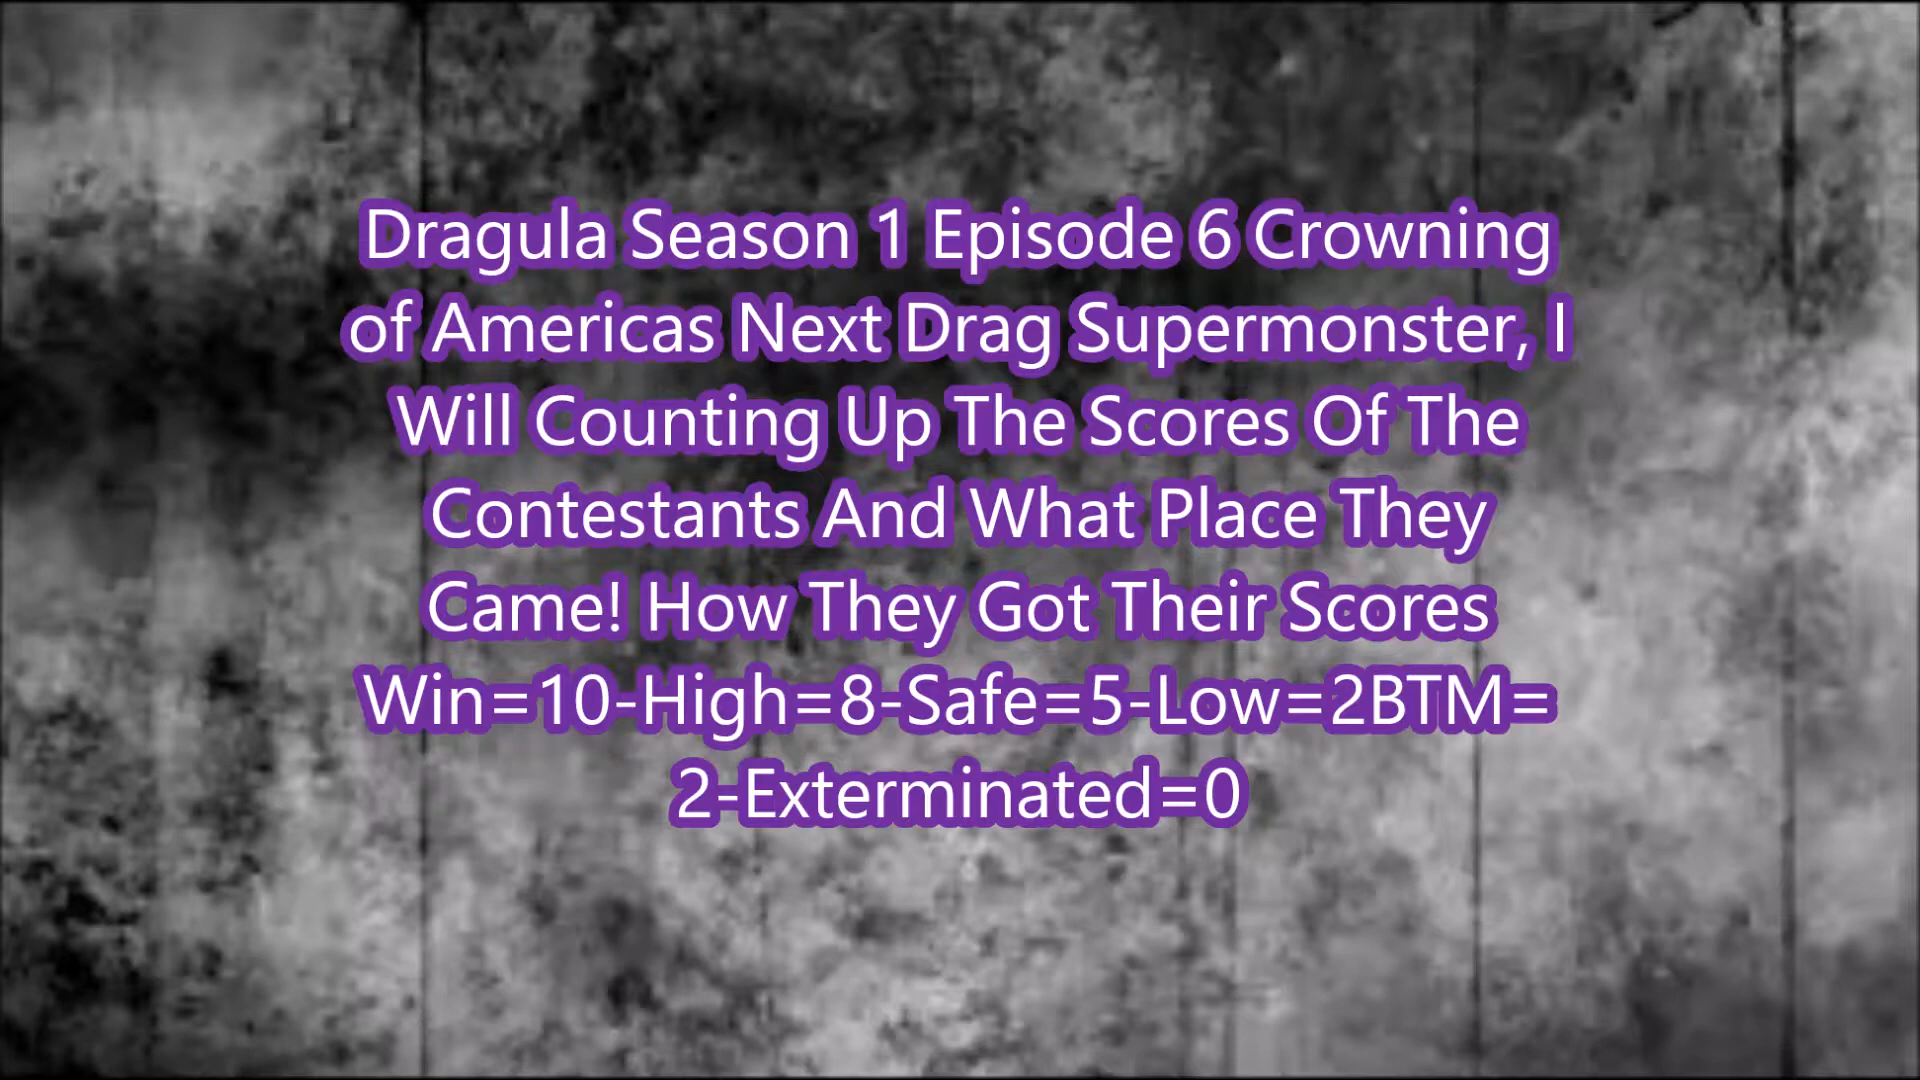 Dragula Season 1 Episode 6 Crowning
of Americas Next Drag Supermonster, I
Will Counting Up The Scores Of The
Contestants And What Place They
Came! How They Got Their Scores
Win=10-High=8-Safe=5-Low=2BTM=
2-Exterminated=0